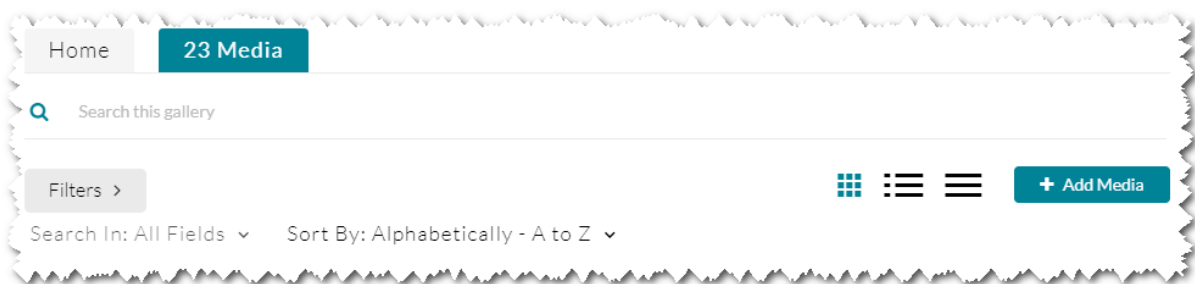 Home 23 Media
Search this gallery
Filters
Add Media
Search In: All Fields Sort By: Alphabetically - A to Z